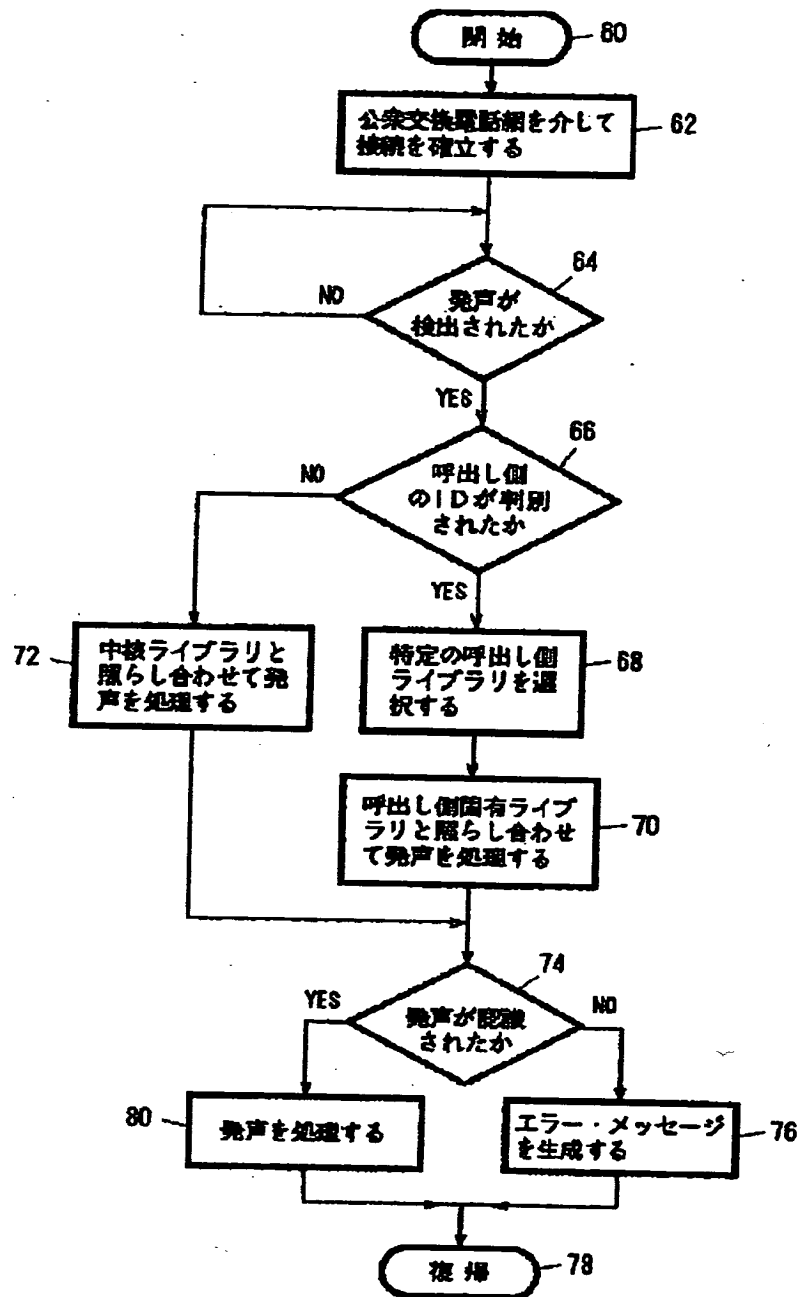 開始
60
公衆交換電話網を介して
接続を確立する
62
64
発声が
検出されたか
NO
YES
66
呼出し側
のIDが判別
されたか
NO
YES
72
中核ライブラリと
照らし合わせて発
声を処理する
特定の呼出し側
ライブラリを選
択する
68
呼出し側固有ライブ
ラリと照らし合わせ
て発声を処理する
70
74
発声が認識
されたか
YES
NO
80
発声を処理する
エラー・メッセージ
を生成する
76
復帰
78